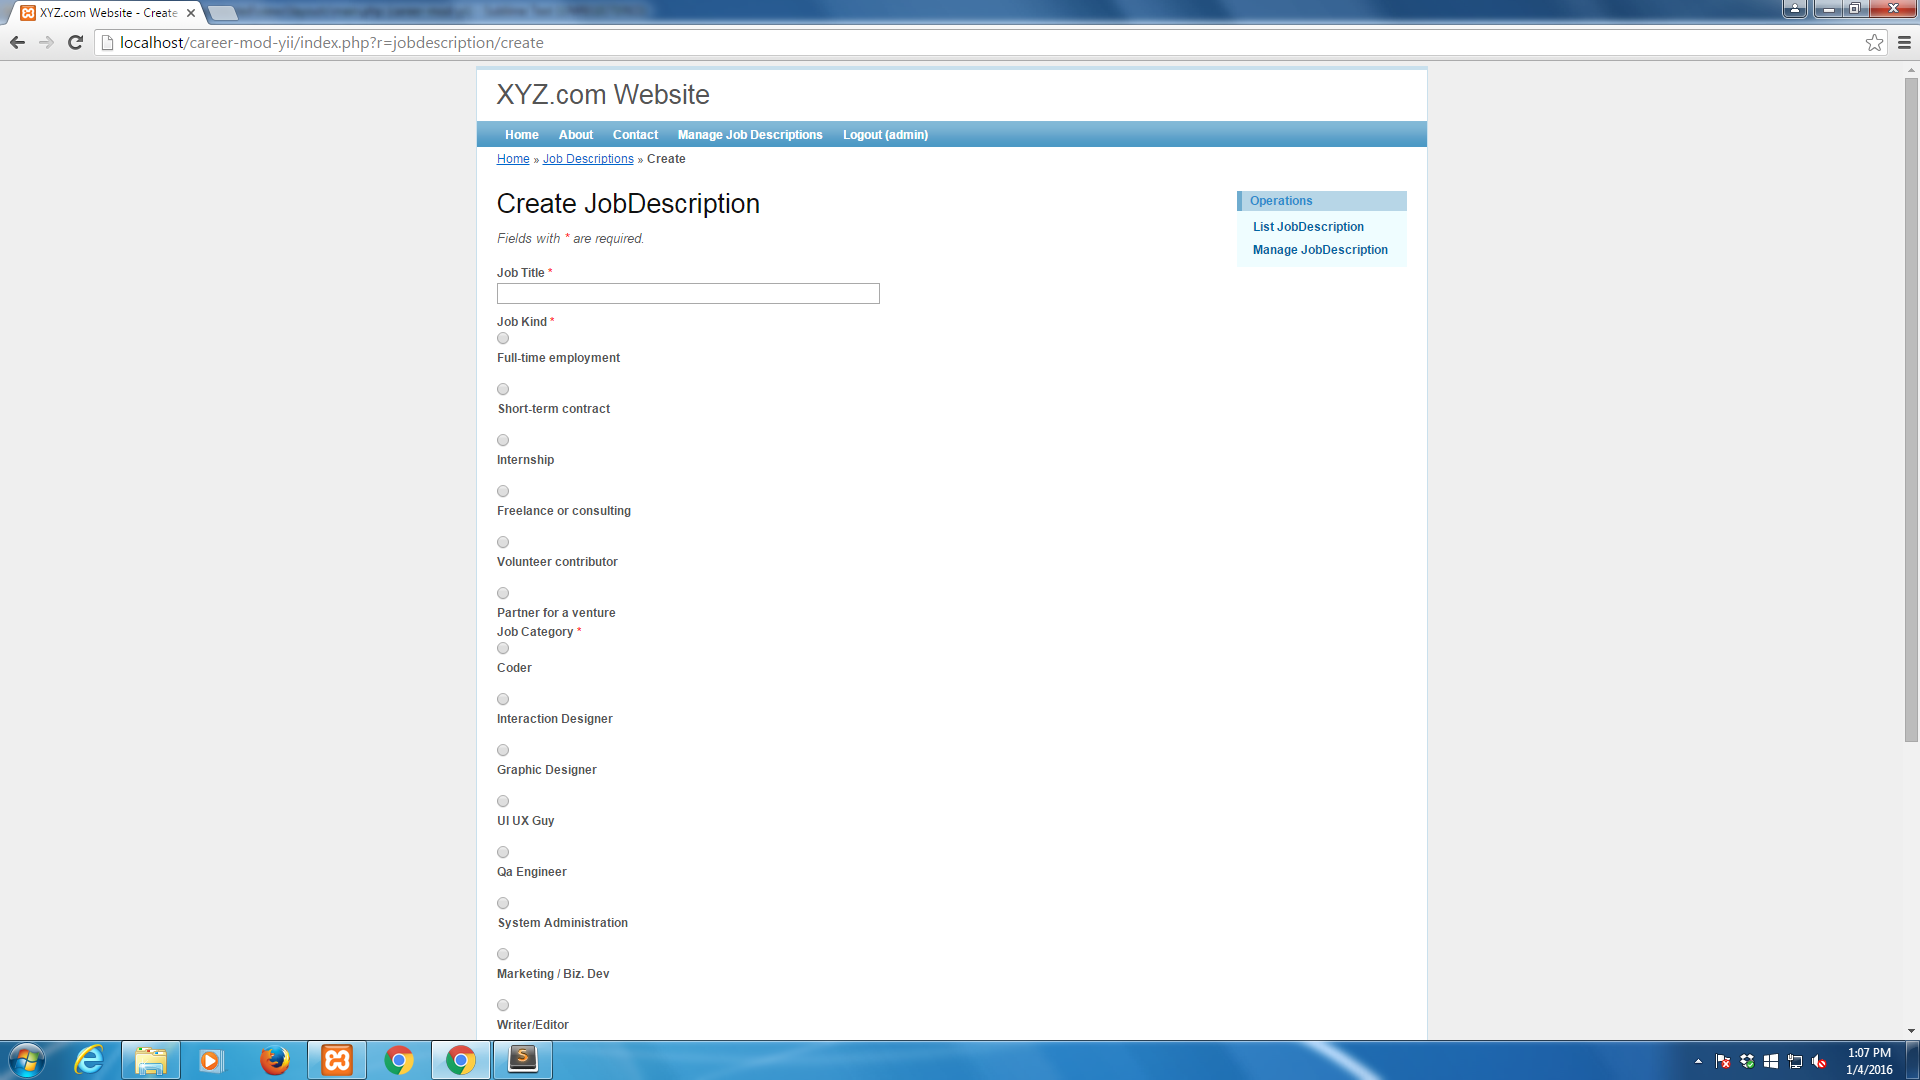 XYZ.com Website - Create
localhost/career-mod-yii/index.php?r=jobdescription/create
XYZ.com Website
Home About Contact Manage Job Descriptions Logout (admin)
Home » Job Descriptions » Create
Create JobDescription
Fields with * are required.
Job Title *
Job Kind *
Full-time employment
Short-term contract
Internship
Freelance or consulting
Volunteer contributor
Partner for a venture
Job Category *
Coder
Interaction Designer
Graphic Designer
UI UX Guy
Qa Engineer
System Administration
Marketing / Biz. Dev
Writer/Editor
Operations
List JobDescription
Manage JobDescription
1:07 PM
1/4/2016